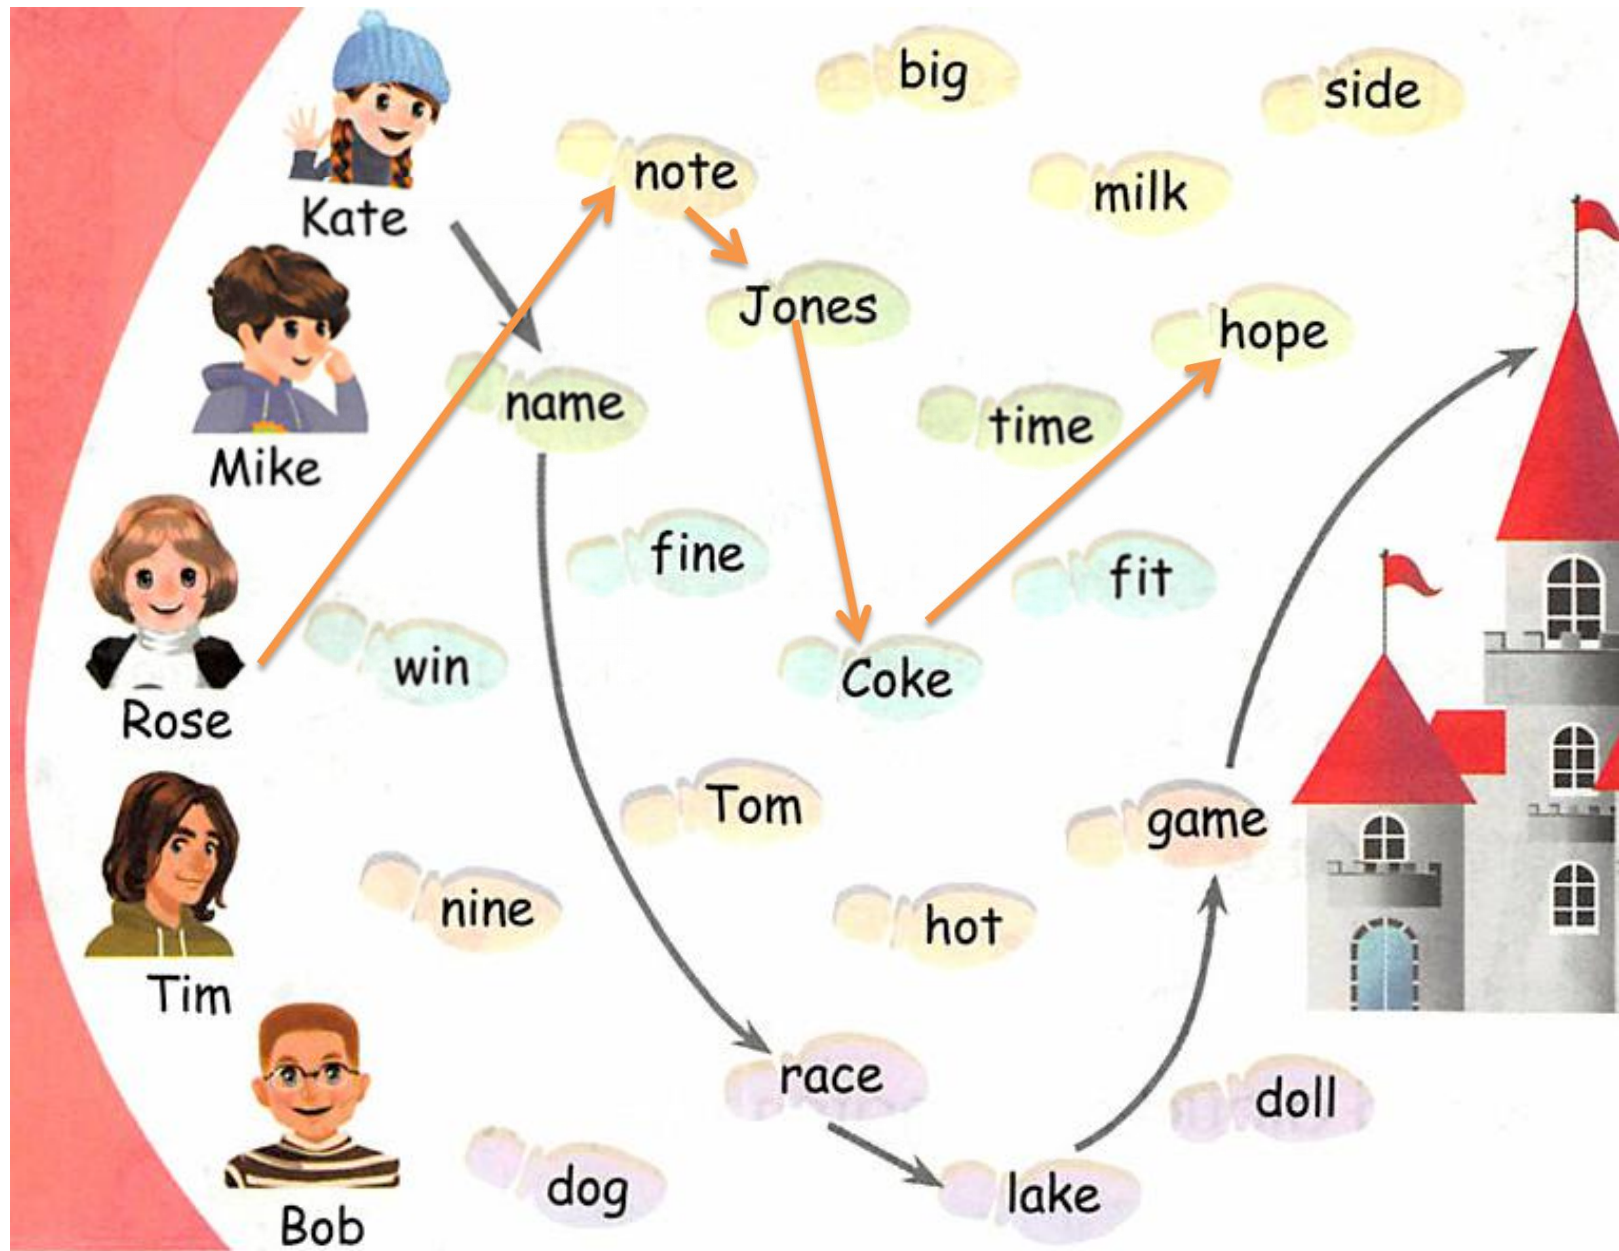 Kate
big
side
note
milk
Mike
Jones
hope
name
time
Rose
fine
fit
win
Coke
Tim
Tom
game
nine
hot
Bob
race
doll
dog
lake